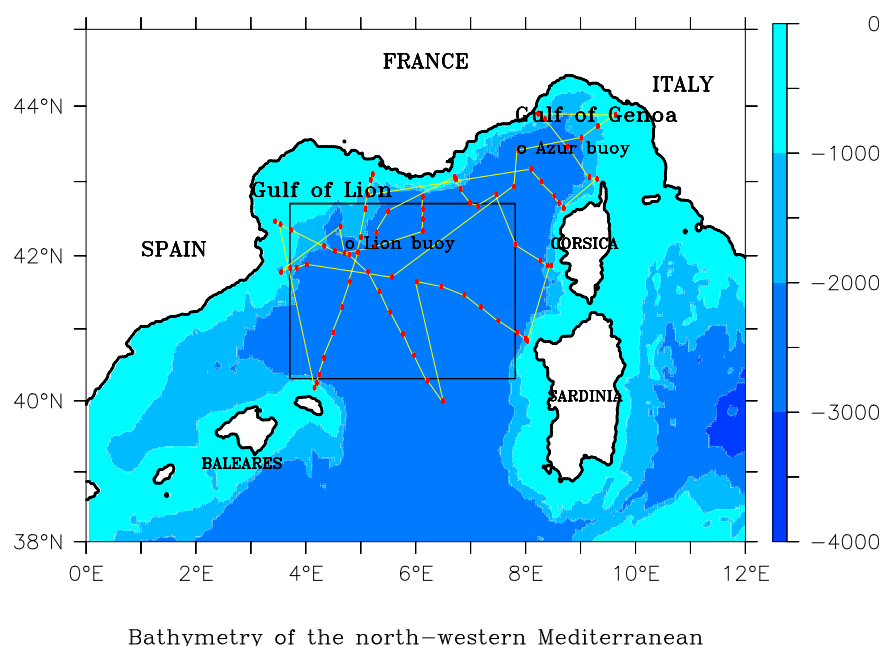 0
FRANCE
ITALY
44°N
Gulf of Genoa
o Azur buoy
-1000
Gulf of Lion
SPAIN
o Lion buoy
CORSICA
42°N
-2000
SARDINIA
40°N
-3000
BALEARES
38°N
-4000
0°E 2°E 4°E 6°E 8°E 10°E 12°E
Bathymetry of the north-western Mediterranean